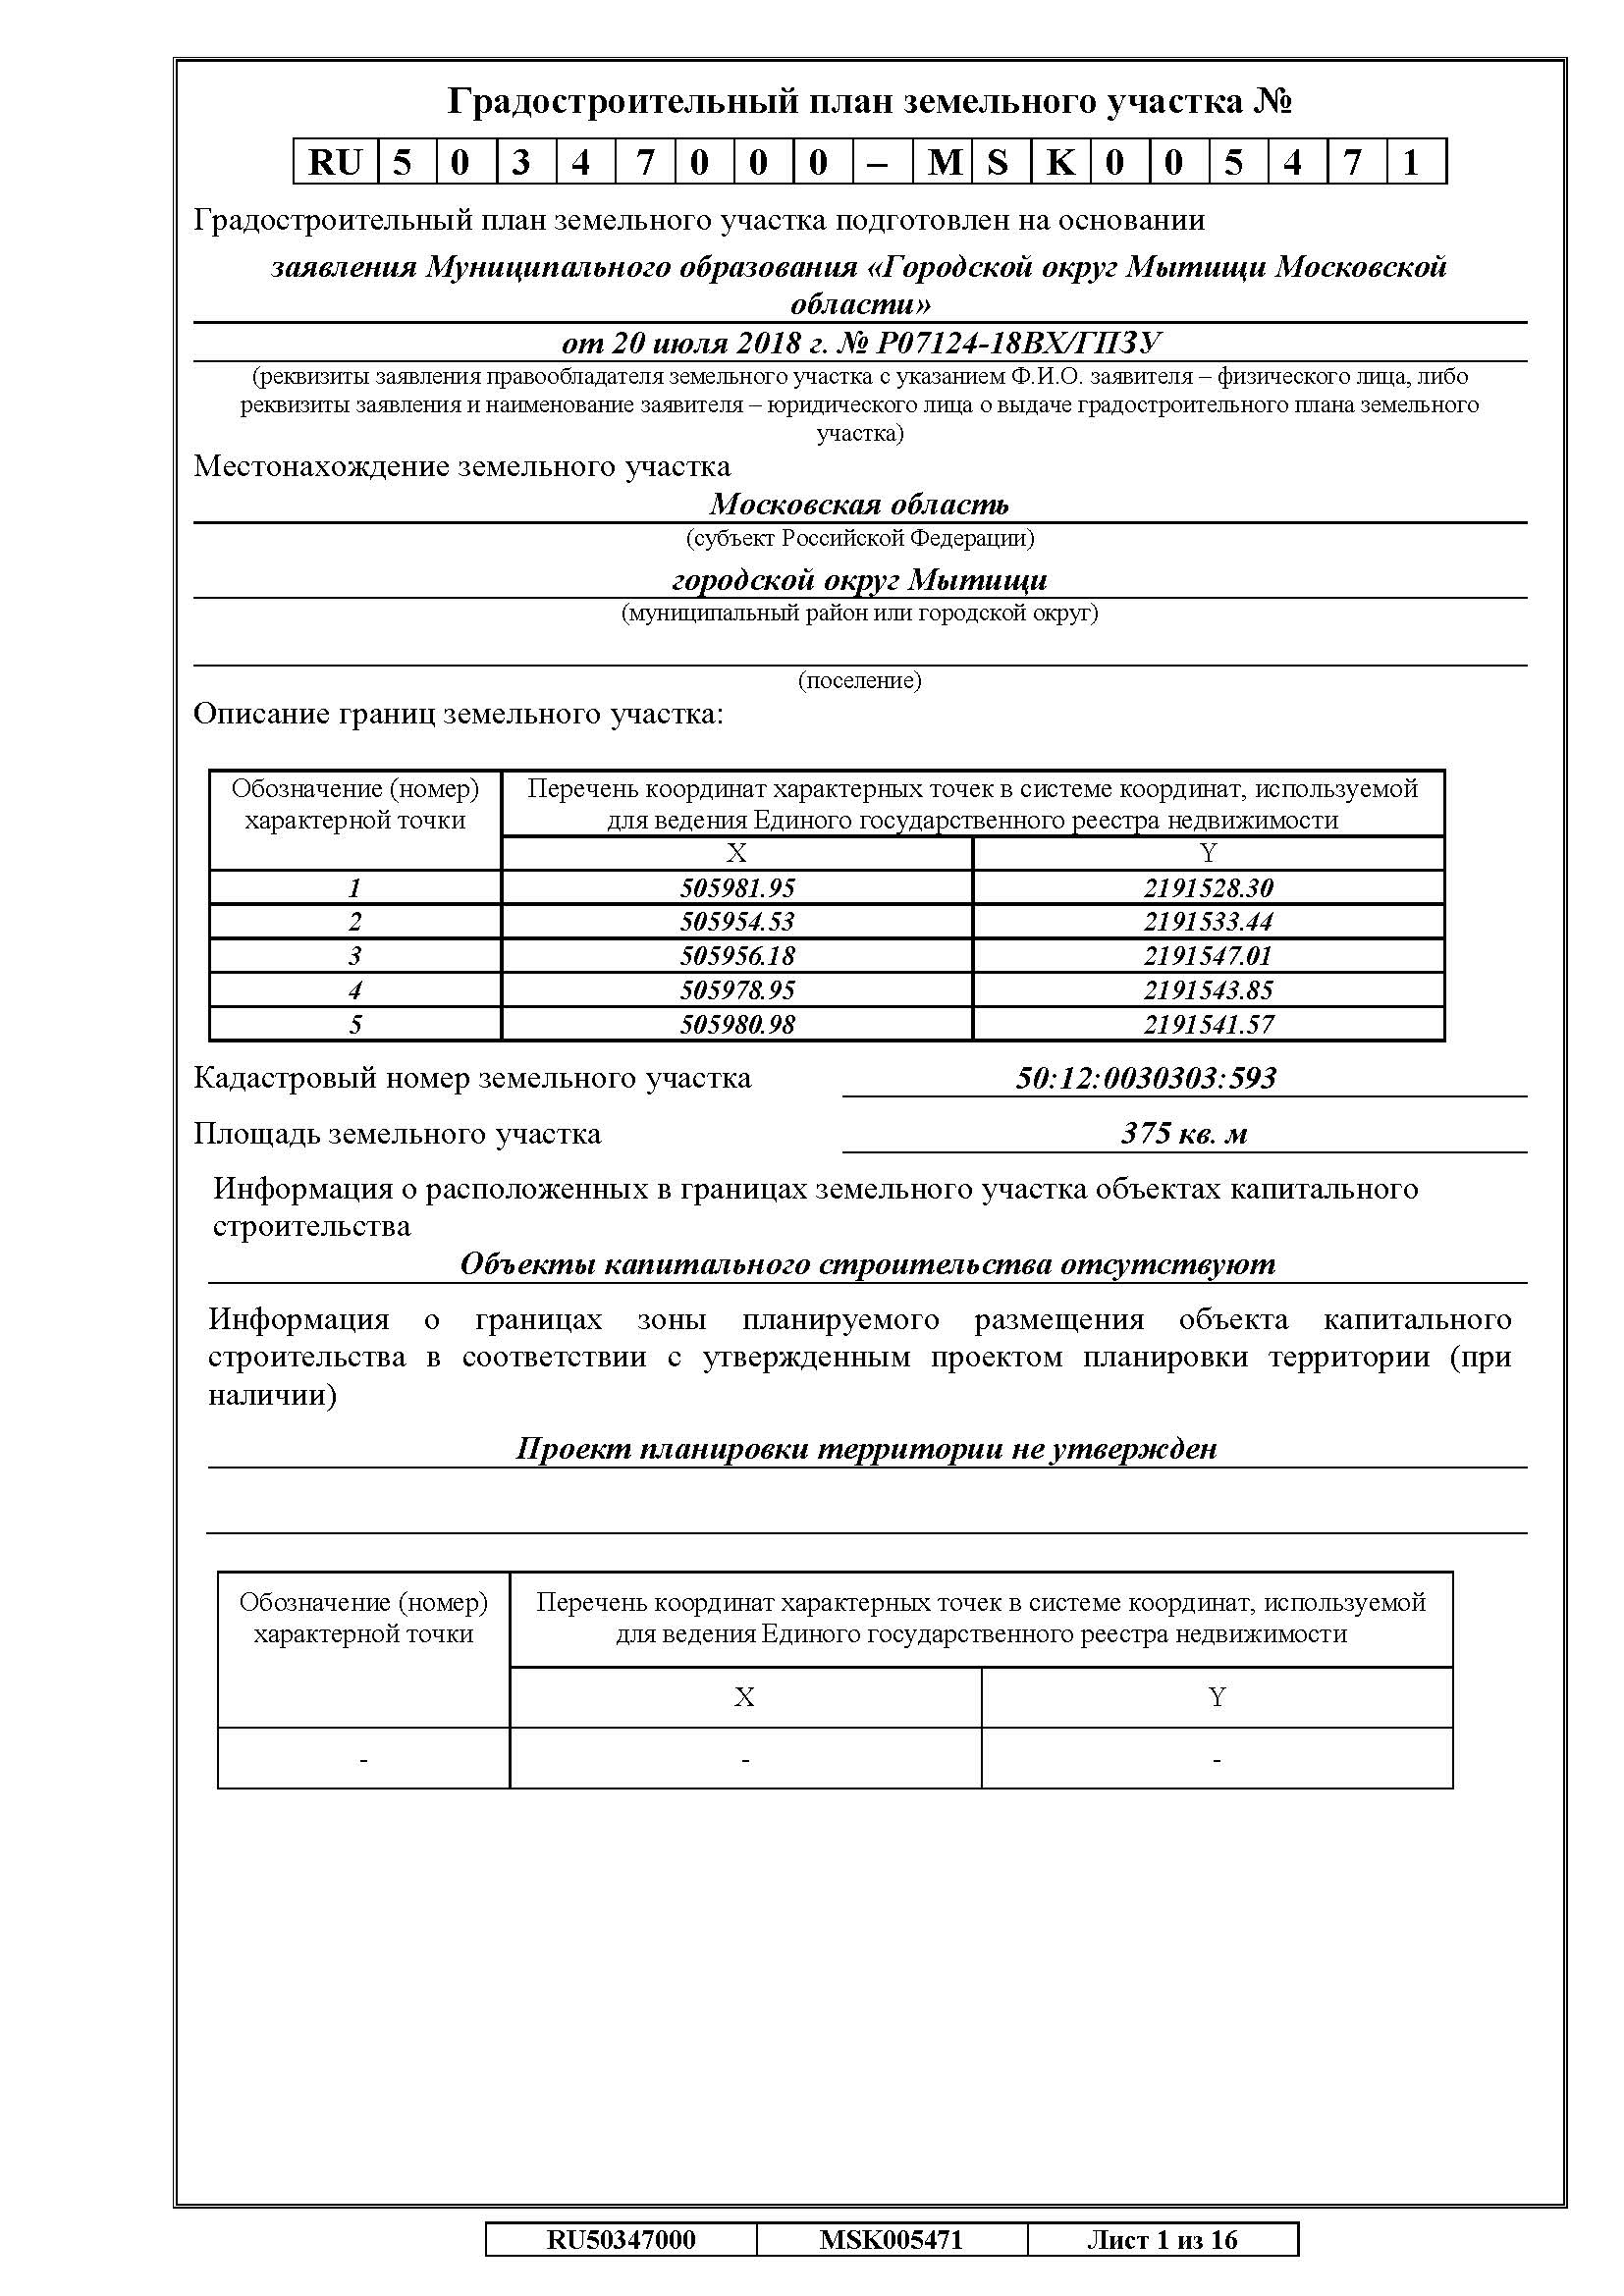 Градостроительный план земельного участка №
RU 5 0 3 4 7 0 0 0 – M S K 0 0 5 4 7 1
Градостроительный план земельного участка подготовлен на основании
заявления Муниципального образования «Городской округ Мытищи Московской
области»
от 20 июля 2018 г. № Р07124-18ВХ/ГПЗУ
(реквизиты заявления правообладателя земельного участка с указанием Ф.И.О. заявителя – физического лица, либо
реквизиты заявления и наименование заявителя – юридического лица о выдаче градостроительного плана земельного
участка)
Местонахождение земельного участка
Московская область
(субъект Российской Федерации)
городской округ Мытищи
(муниципальный район или городской округ)
(поселение)
Описание границ земельного участка:
Обозначение (номер) Перечень координат характерных точек в системе координат, используемой
характерной точки для ведения Единого государственного реестра недвижимости
X Y
1 505981.95 2191528.30
2 505954.53 2191533.44
3 505956.18 2191547.01
4 505978.95 2191543.85
5 505980.98 2191541.57
Кадастровый номер земельного участка 50:12:0030303:593
Площадь земельного участка 375 кв. м
Информация о расположенных в границах земельного участка объектах капитального
строительства
Объекты капитального строительства отсутствуют
Информация о границах зоны планируемого размещения объекта капитального
строительства в соответствии с утвержденным проектом планировки территории (при
наличии)
Проект планировки территории не утвержден
Обозначение (номер) Перечень координат характерных точек в системе координат, используемой
характерной точки для ведения Единого государственного реестра недвижимости
X Y
- - -
RU50347000 MSK005471 Лист 1 из 16